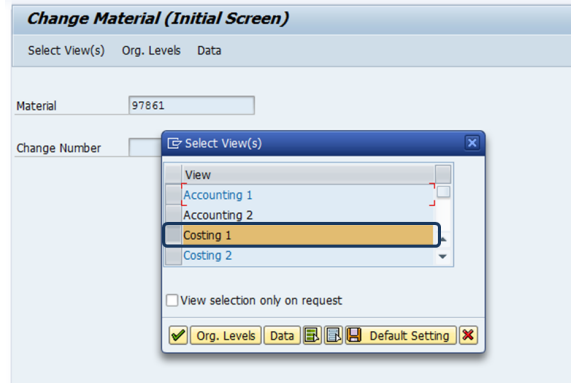 Change Material (Initial Screen)
Select View(s) Org. Levels Data
Material 97861
Change Number
Select View(s)
View
Accounting 1
Accounting 2
Costing 1
Costing 2
View selection only on request
Org. Levels Data Default Setting